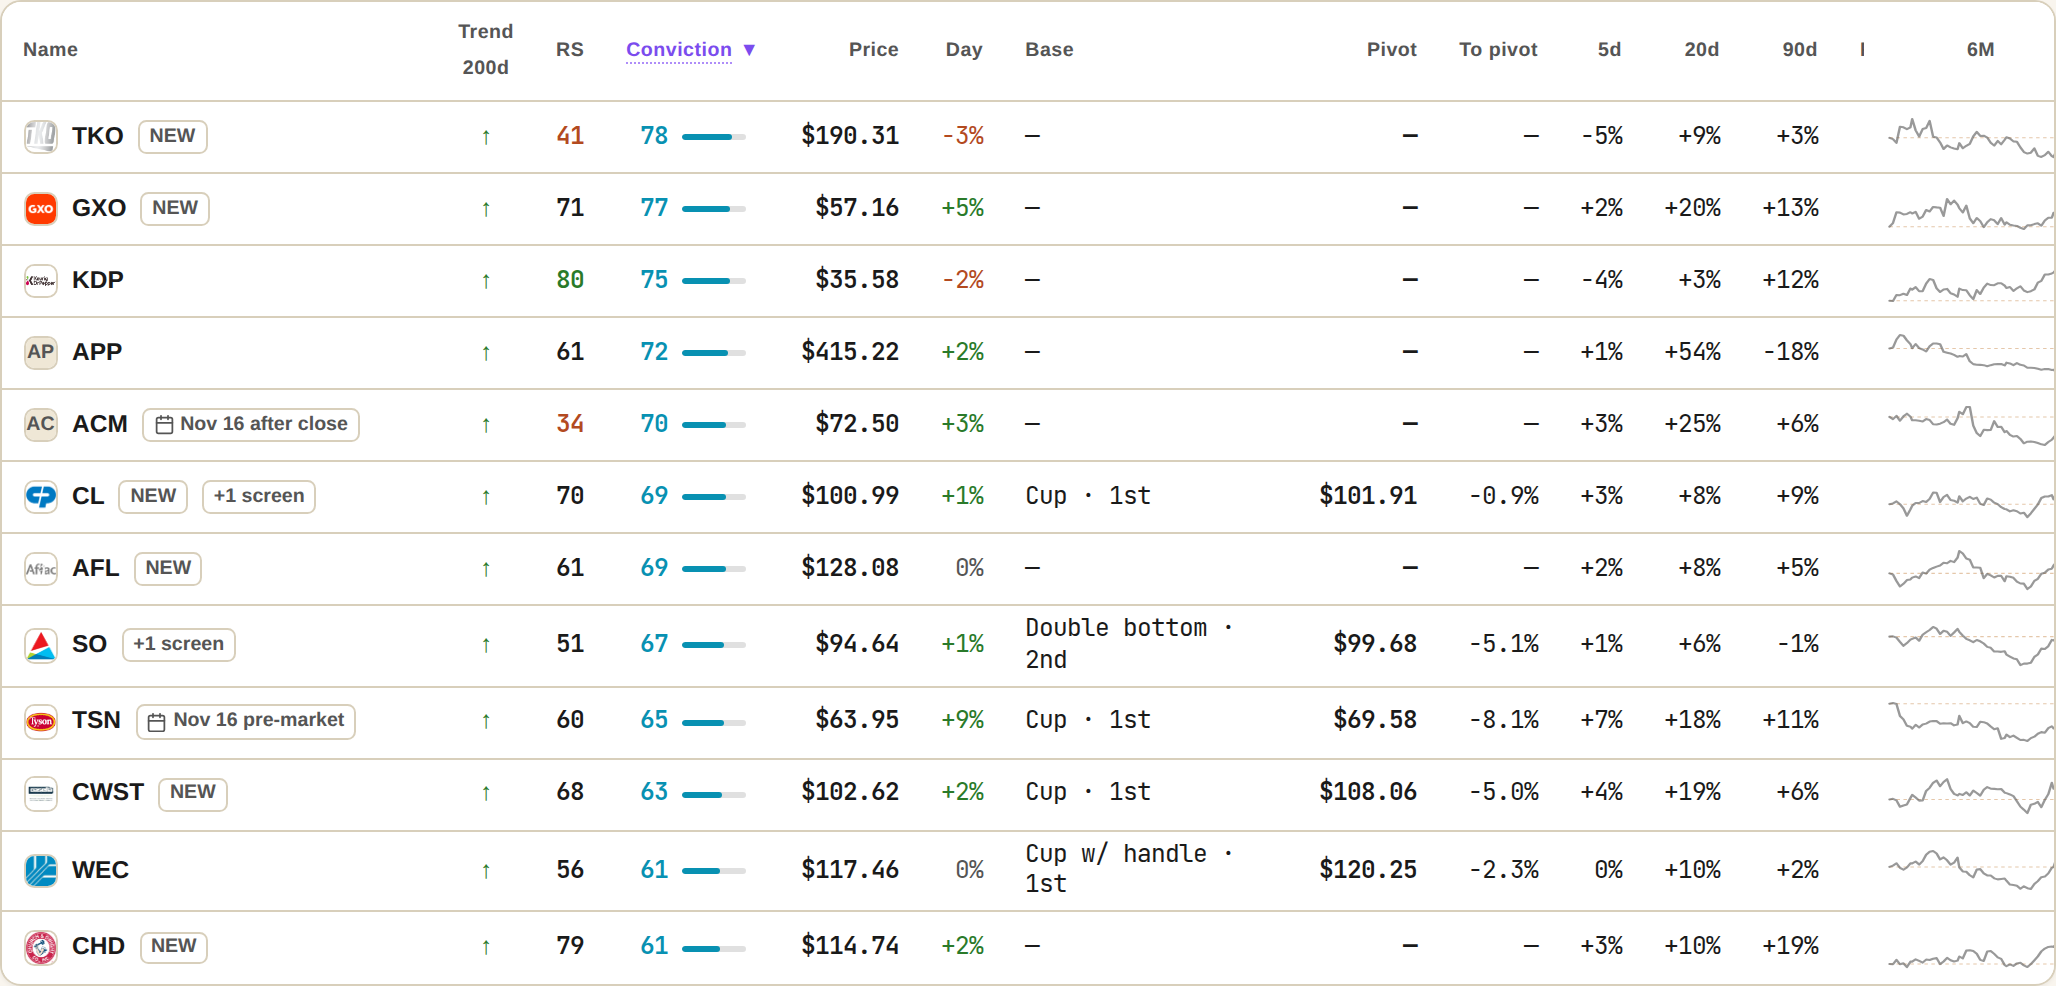 Name Trend 200d RS Conviction ▼ Price Day Base Pivot To pivot 5d 20d 90d 6M
TKO NEW ↑ 41 78 $190.31 -3% — — — -5% +9% +3%
GXO GXO NEW ↑ 71 77 $57.16 +5% — — — +2% +20% +13%
Keurig DrPepper KDP ↑ 80 75 $35.58 -2% — — — -4% +3% +12%
AP APP ↑ 61 72 $415.22 +2% — — — +1% +54% -18%
AC ACM Nov 16 after close ↑ 34 70 $72.50 +3% — — — +3% +25% +6%
CL NEW +1 screen ↑ 70 69 $100.99 +1% Cup · 1st $101.91 -0.9% +3% +8% +9%
Aflac AFL NEW ↑ 61 69 $128.08 0% — — — +2% +8% +5%
SO +1 screen ↑ 51 67 $94.64 +1% Double bottom · 2nd $99.68 -5.1% +1% +6% -1%
Tyson TSN Nov 16 pre-market ↑ 60 65 $63.95 +9% Cup · 1st $69.58 -8.1% +7% +18% +11%
CWST NEW ↑ 68 63 $102.62 +2% Cup · 1st $108.06 -5.0% +4% +19% +6%
WEC ↑ 56 61 $117.46 0% Cup w/ handle · 1st $120.25 -2.3% 0% +10% +2%
CHD NEW ↑ 79 61 $114.74 +2% — — — +3% +10% +19%